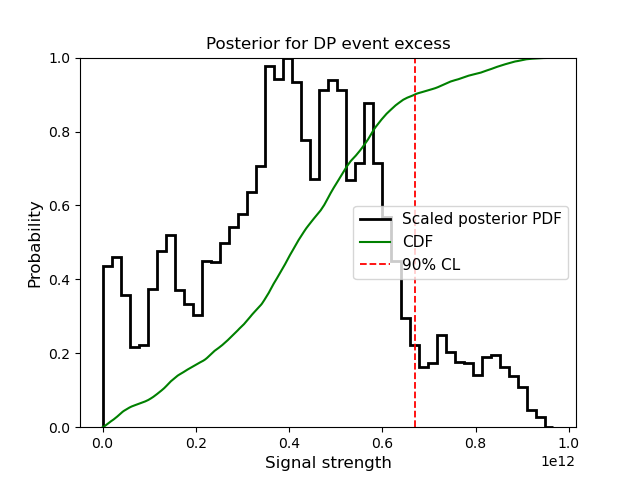 Posterior for DP event excess
Probability
1.0
0.8
0.6
0.4
0.2
0.0
Scaled posterior PDF
CDF
90% CL
0.0 0.2 0.4 0.6 0.8 1.0
1e12
Signal strength